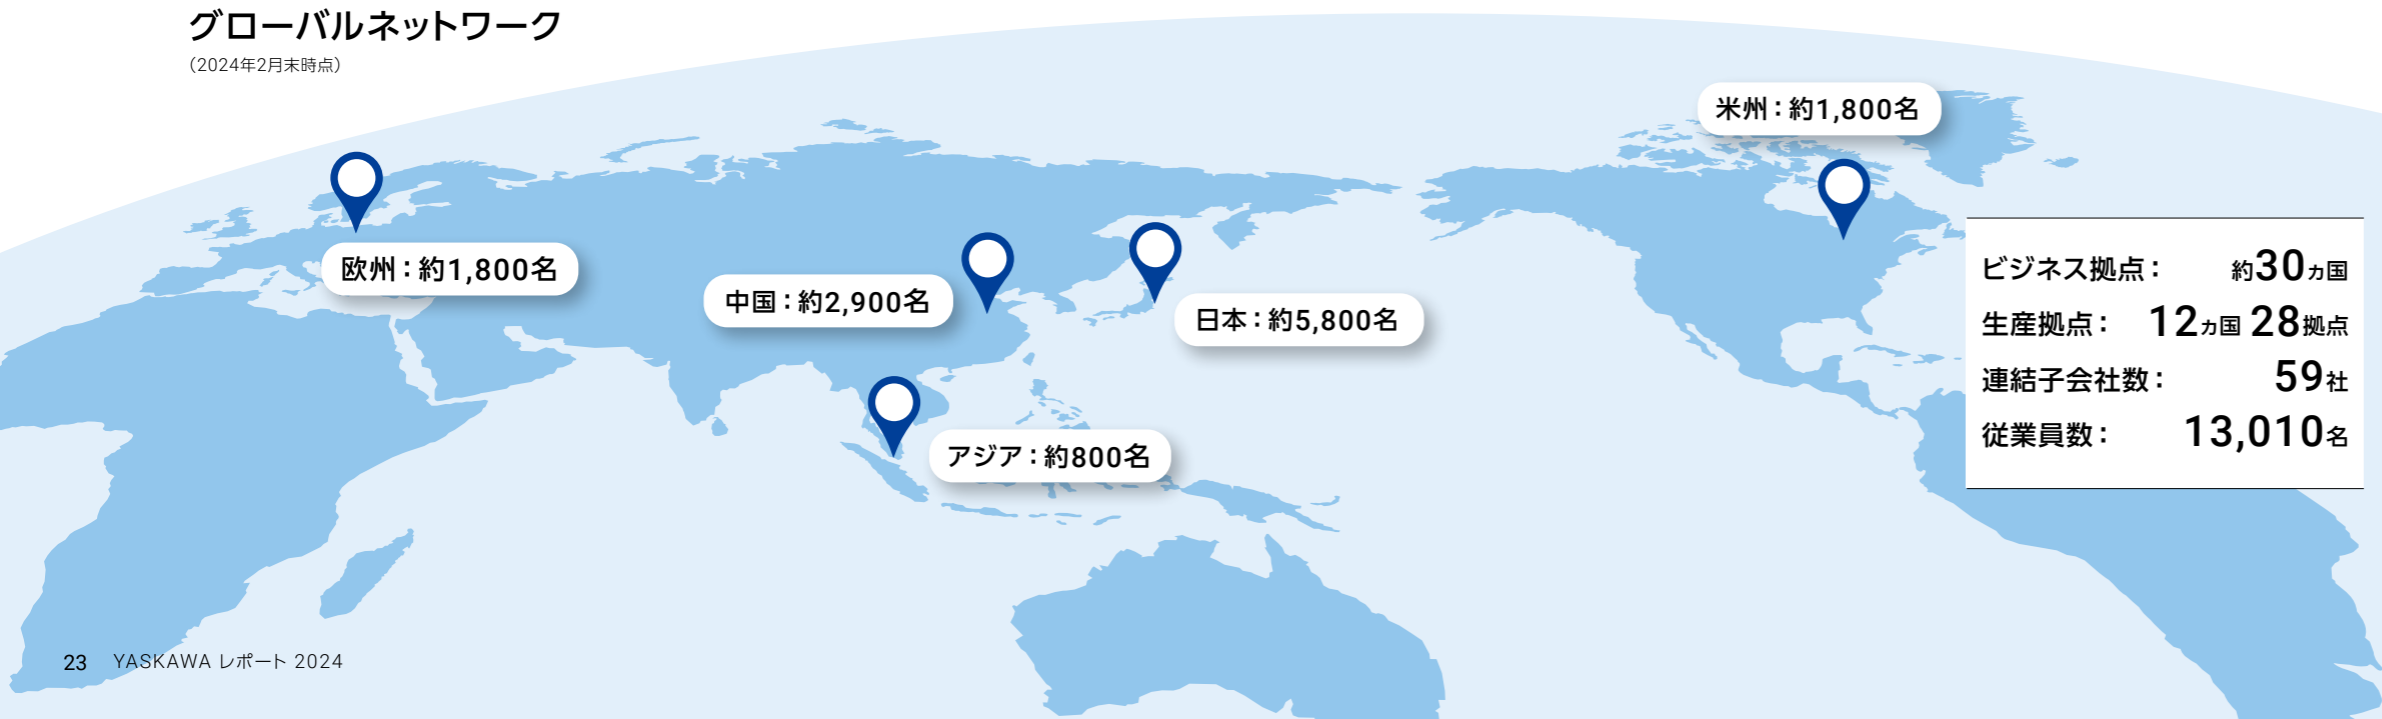 グローバルネットワーク
（2024年2月末時点）
米州：約1,800名
欧州：約1,800名
中国：約2,900名
日本：約5,800名
アジア：約800名
ビジネス拠点： 約30ヵ国
生産拠点： 12ヵ国 28拠点
連結子会社数： 59社
従業員数： 13,010名
23 YASKAWA レポート 2024